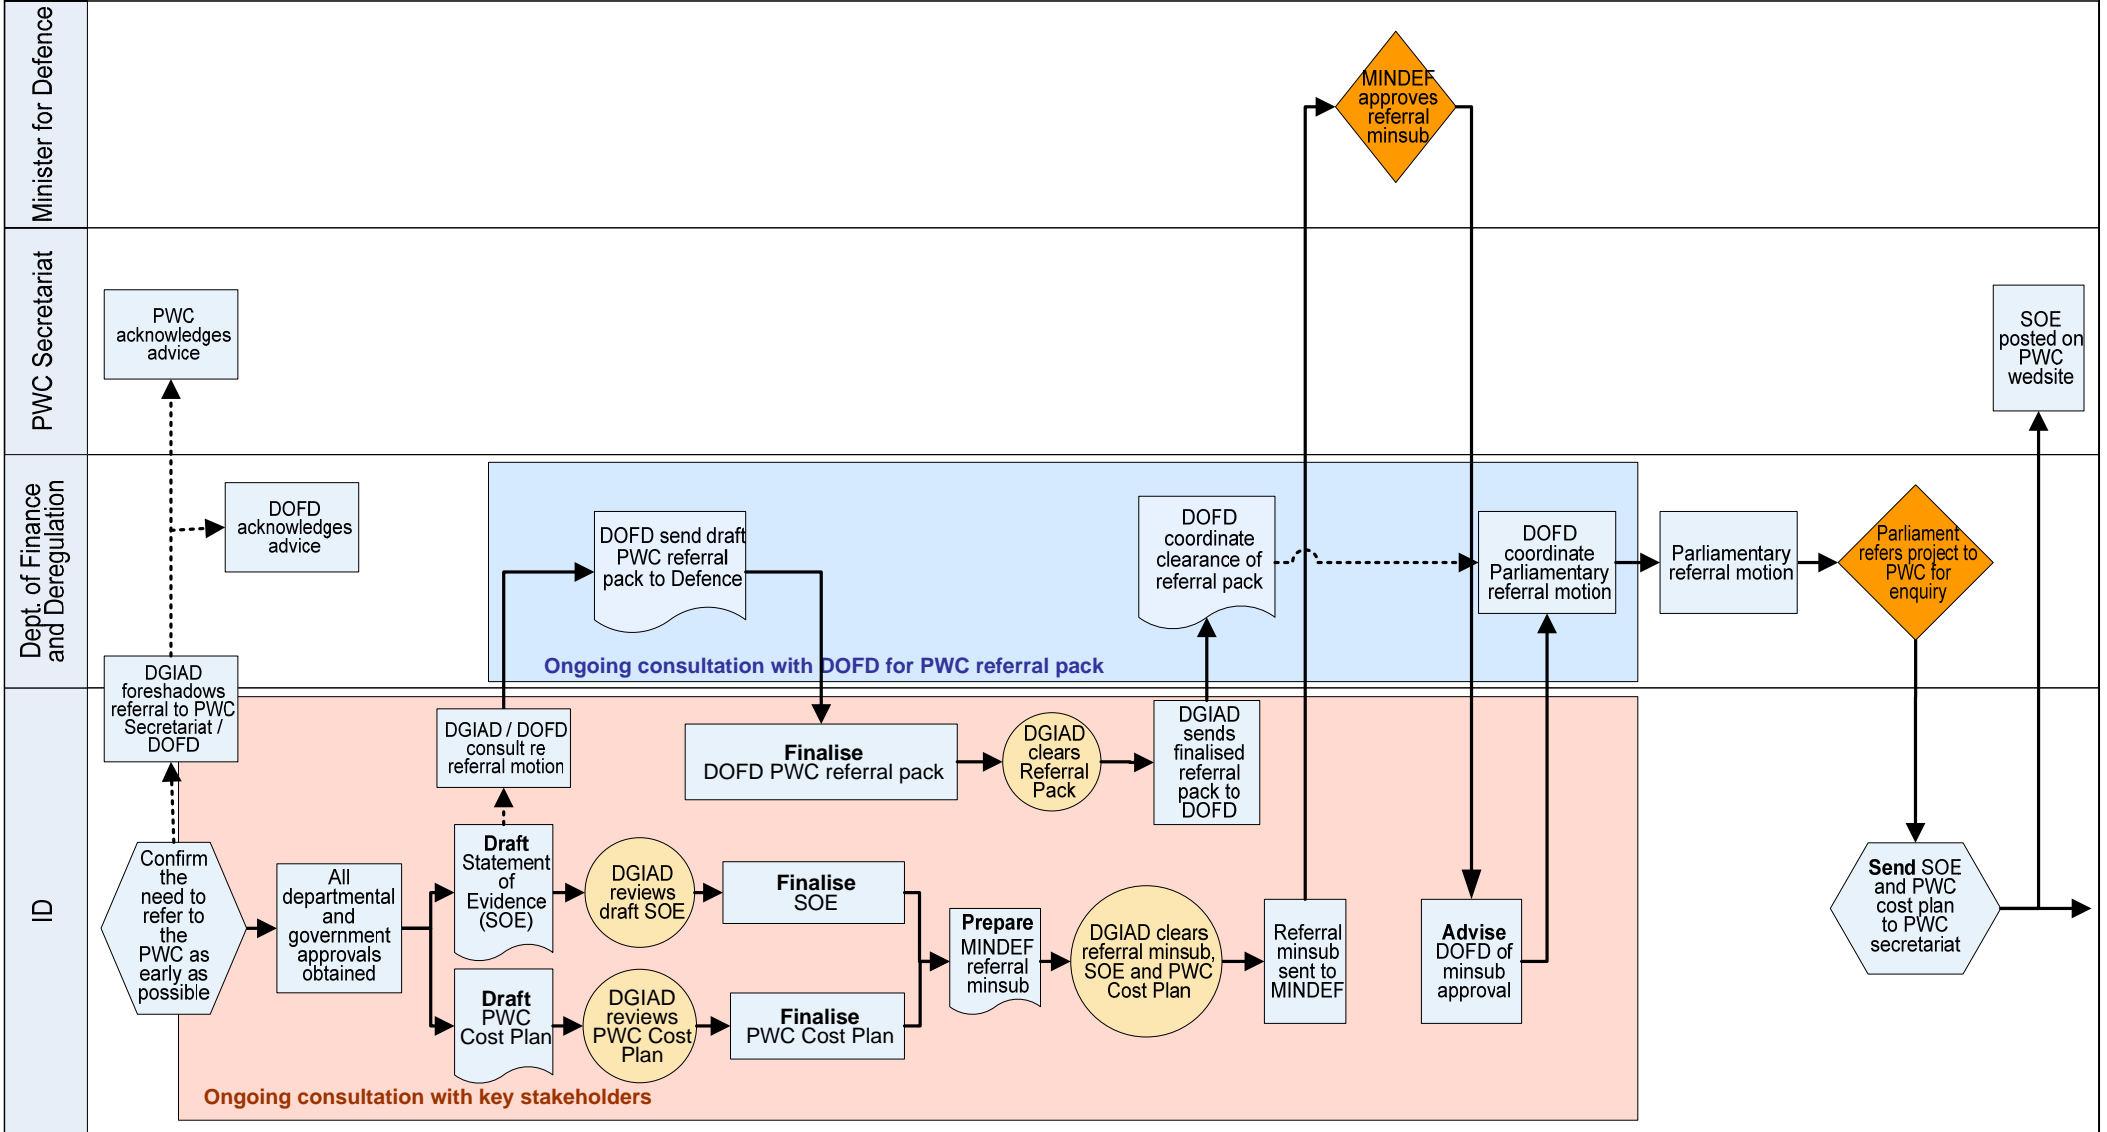 Minister for Defence
MINDEF
approves
referral
minsub
PWC Secretariat
PWC
acknowledges
advice
SOE
posted on
PWC
wedsite
Dept. of Finance
and Deregulation
DOFD
acknowledges
advice
DOFD send draft
PWC referral
pack to Defence
DOFD
coordinate
clearance of
referral pack
DOFD
coordinate
Parliamentary
referral motion
Parliamentary
referral motion
Parliament
refers project to
PWC for
enquiry
Ongoing consultation with DOFD for PWC referral pack
ID
DGIAD
foreshadows
referral to PWC
Secretariat /
DOFD
DGIAD / DOFD
consult re
referral motion
Finalise
DOFD PWC referral pack
DGIAD
clears
Referral
Pack
DGIAD
sends
finalised
referral
pack to
DOFD
Confirm
the
need to
refer to
the
PWC as
early as
possible
All
departmental
and
government
approvals
obtained
Draft
Statement
of
Evidence
(SOE)
DGIAD
reviews
draft SOE
Finalise
SOE
Draft
PWC
Cost Plan
DGIAD
reviews
PWC Cost
Plan
Finalise
PWC Cost Plan
Prepare
MINDEF
referral
minsub
DGIAD clears
referral minsub,
SOE and PWC
Cost Plan
Referral
minsub
sent to
MINDEF
Advise
DOFD of
minsub
approval
Send SOE
and PWC
cost plan
to PWC
secretariat
Ongoing consultation with key stakeholders